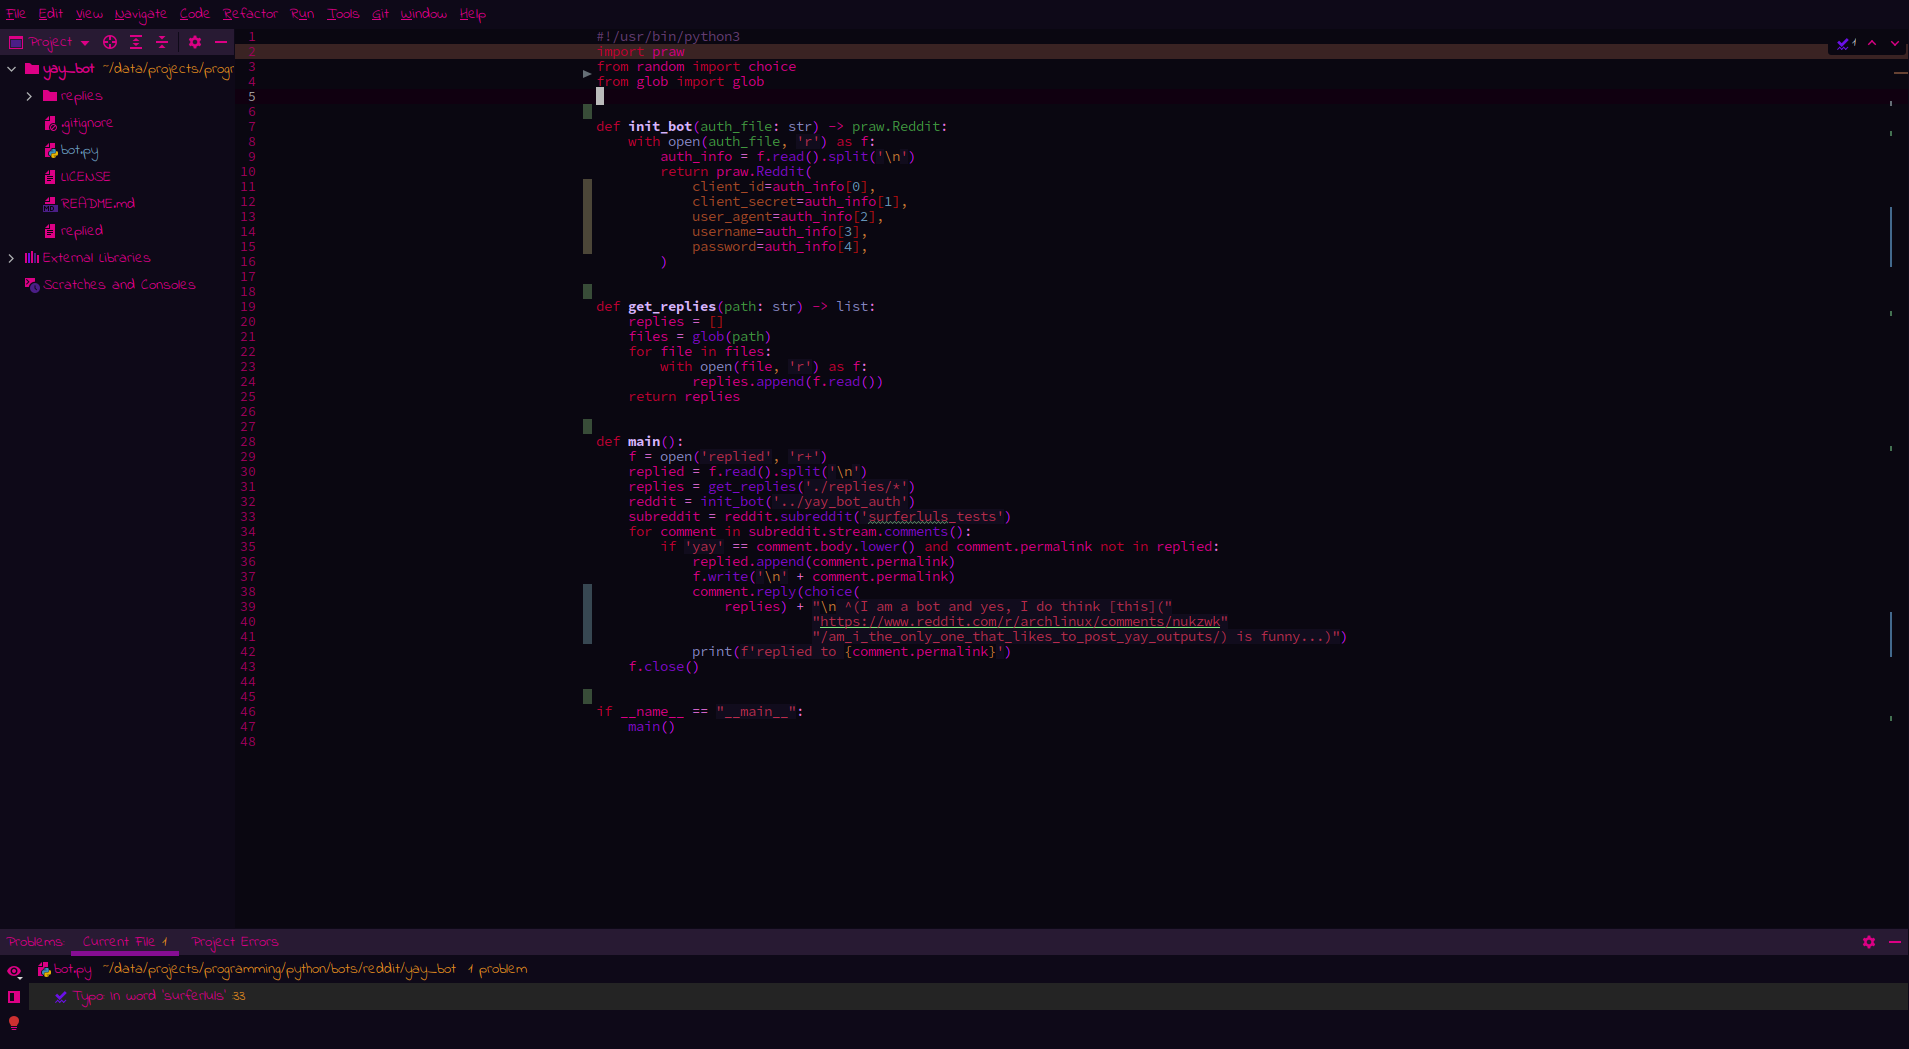 File Edit View Navigate Code Refactor Run Tools Git Window Help
Project
yay_bot ~/data/projects/progr
replies
.gitignore
bot.py
LICENSE
README.md
replied
External Libraries
Scratches and Consoles
1 #!/usr/bin/python3
2 import praw
3 from random import choice
4 from glob import glob
5
6
7 def init_bot(auth_file: str) -> praw.Reddit:
8     with open(auth_file, 'r') as f:
9         auth_info = f.read().split('\n')
10         return praw.Reddit(
11             client_id=auth_info[0],
12             client_secret=auth_info[1],
13             user_agent=auth_info[2],
14             username=auth_info[3],
15             password=auth_info[4],
16         )
17
18
19 def get_replies(path: str) -> list:
20     replies = []
21     files = glob(path)
22     for file in files:
23         with open(file, 'r') as f:
24             replies.append(f.read())
25     return replies
26
27
28 def main():
29     f = open('replied', 'r+')
30     replied = f.read().split('\n')
31     replies = get_replies('./replies/*')
32     reddit = init_bot('../yay_bot_auth')
33     subreddit = reddit.subreddit('surferluls_tests')
34     for comment in subreddit.stream.comments():
35         if 'yay' == comment.body.lower() and comment.permalink not in replied:
36             replied.append(comment.permalink)
37             f.write('\n' + comment.permalink)
38             comment.reply(choice(
39                 replies) + "\n ^(I am a bot and yes, I do think [this]("
40                            "https://www.reddit.com/r/archlinux/comments/nukzwk"
41                            "/am_i_the_only_one_that_likes_to_post_yay_outputs/) is funny...)")
42             print(f'replied to {comment.permalink}')
43     f.close()
44
45
46 if __name__ == "__main__":
47     main()
48
1
Problems: Current File 1 Project Errors
bot.py ~/data/projects/programming/python/bots/reddit/yay_bot 1 problem
Typo: In word 'surferluls' :33